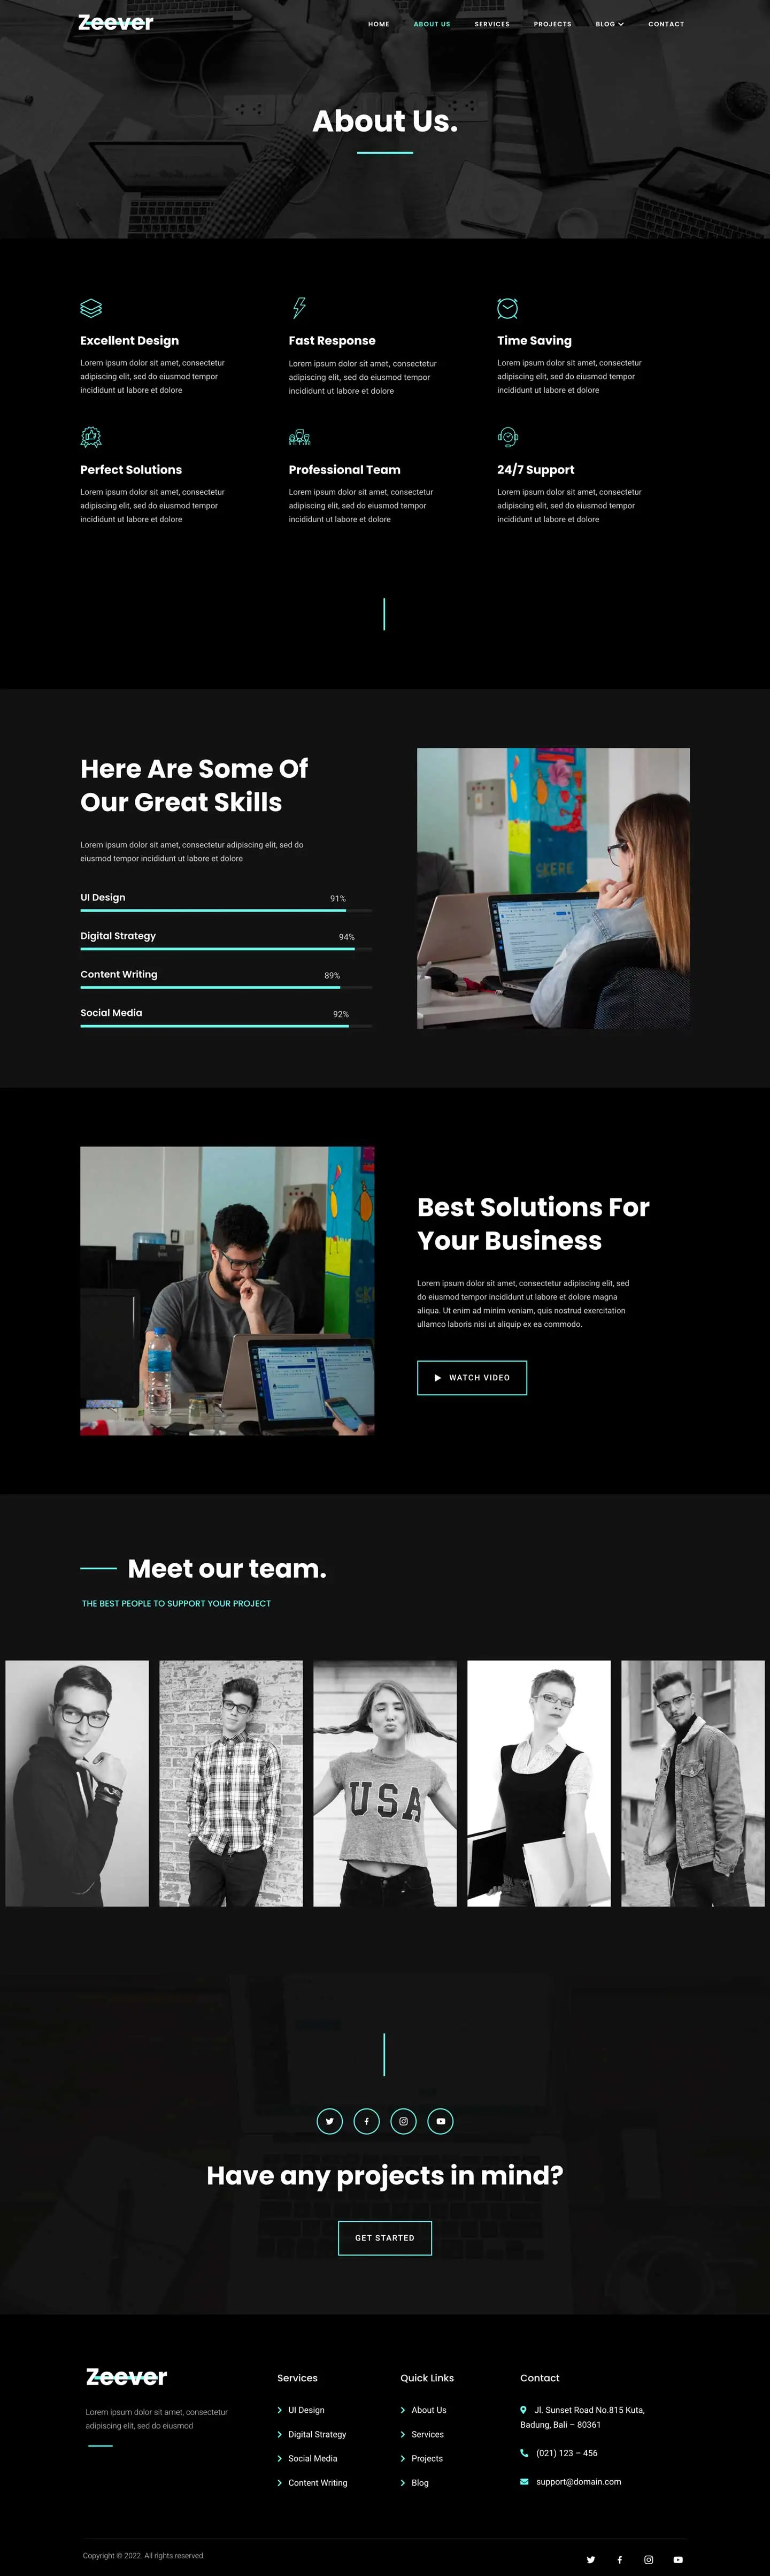 Zeever
HOME ABOUT US SERVICES PROJECTS BLOG CONTACT
About Us.
Excellent Design
Lorem ipsum dolor sit amet, consectetur
adipiscing elit, sed do eiusmod tempor
incididunt ut labore et dolore
Fast Response
Lorem ipsum dolor sit amet, consectetur
adipiscing elit, sed do eiusmod tempor
incididunt ut labore et dolore
Time Saving
Lorem ipsum dolor sit amet, consectetur
adipiscing elit, sed do eiusmod tempor
incididunt ut labore et dolore
Perfect Solutions
Lorem ipsum dolor sit amet, consectetur
adipiscing elit, sed do eiusmod tempor
incididunt ut labore et dolore
Professional Team
Lorem ipsum dolor sit amet, consectetur
adipiscing elit, sed do eiusmod tempor
incididunt ut labore et dolore
24/7 Support
Lorem ipsum dolor sit amet, consectetur
adipiscing elit, sed do eiusmod tempor
incididunt ut labore et dolore
Here Are Some Of
Our Great Skills
Lorem ipsum dolor sit amet, consectetur adipiscing elit, sed do
eiusmod tempor incididunt ut labore et dolore
UI Design 91%
Digital Strategy 94%
Content Writing 89%
Social Media 92%
SKERE
Best Solutions For
Your Business
Lorem ipsum dolor sit amet, consectetur adipiscing elit, sed
do eiusmod tempor incididunt ut labore et dolore magna
aliqua. Ut enim ad minim veniam, quis nostrud exercitation
ullamco laboris nisi ut aliquip ex ea commodo.
WATCH VIDEO
Meet our team.
THE BEST PEOPLE TO SUPPORT YOUR PROJECT
USA
Have any projects in mind?
GET STARTED
Zeever
Lorem ipsum dolor sit amet, consectetur
adipiscing elit, sed do eiusmod
Services
UI Design
Digital Strategy
Social Media
Content Writing
Quick Links
About Us
Services
Projects
Blog
Contact
Jl. Sunset Road No.815 Kuta,
Badung, Bali – 80361
(021) 123 – 456
support@domain.com
Copyright © 2022. All rights reserved.